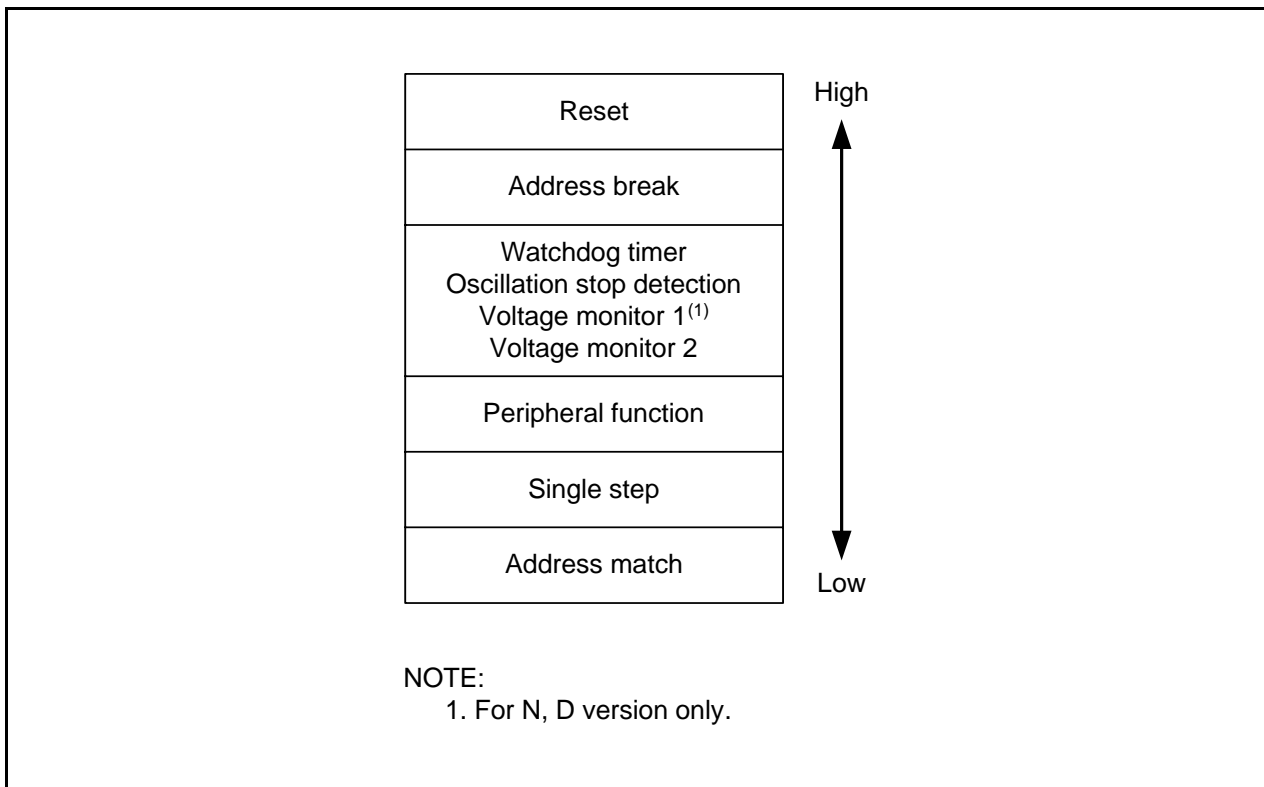 Reset
High
Address break
Watchdog timer
Oscillation stop detection
Voltage monitor 1(1)
Voltage monitor 2
Peripheral function
Single step
Address match
Low
NOTE:
1. For N, D version only.